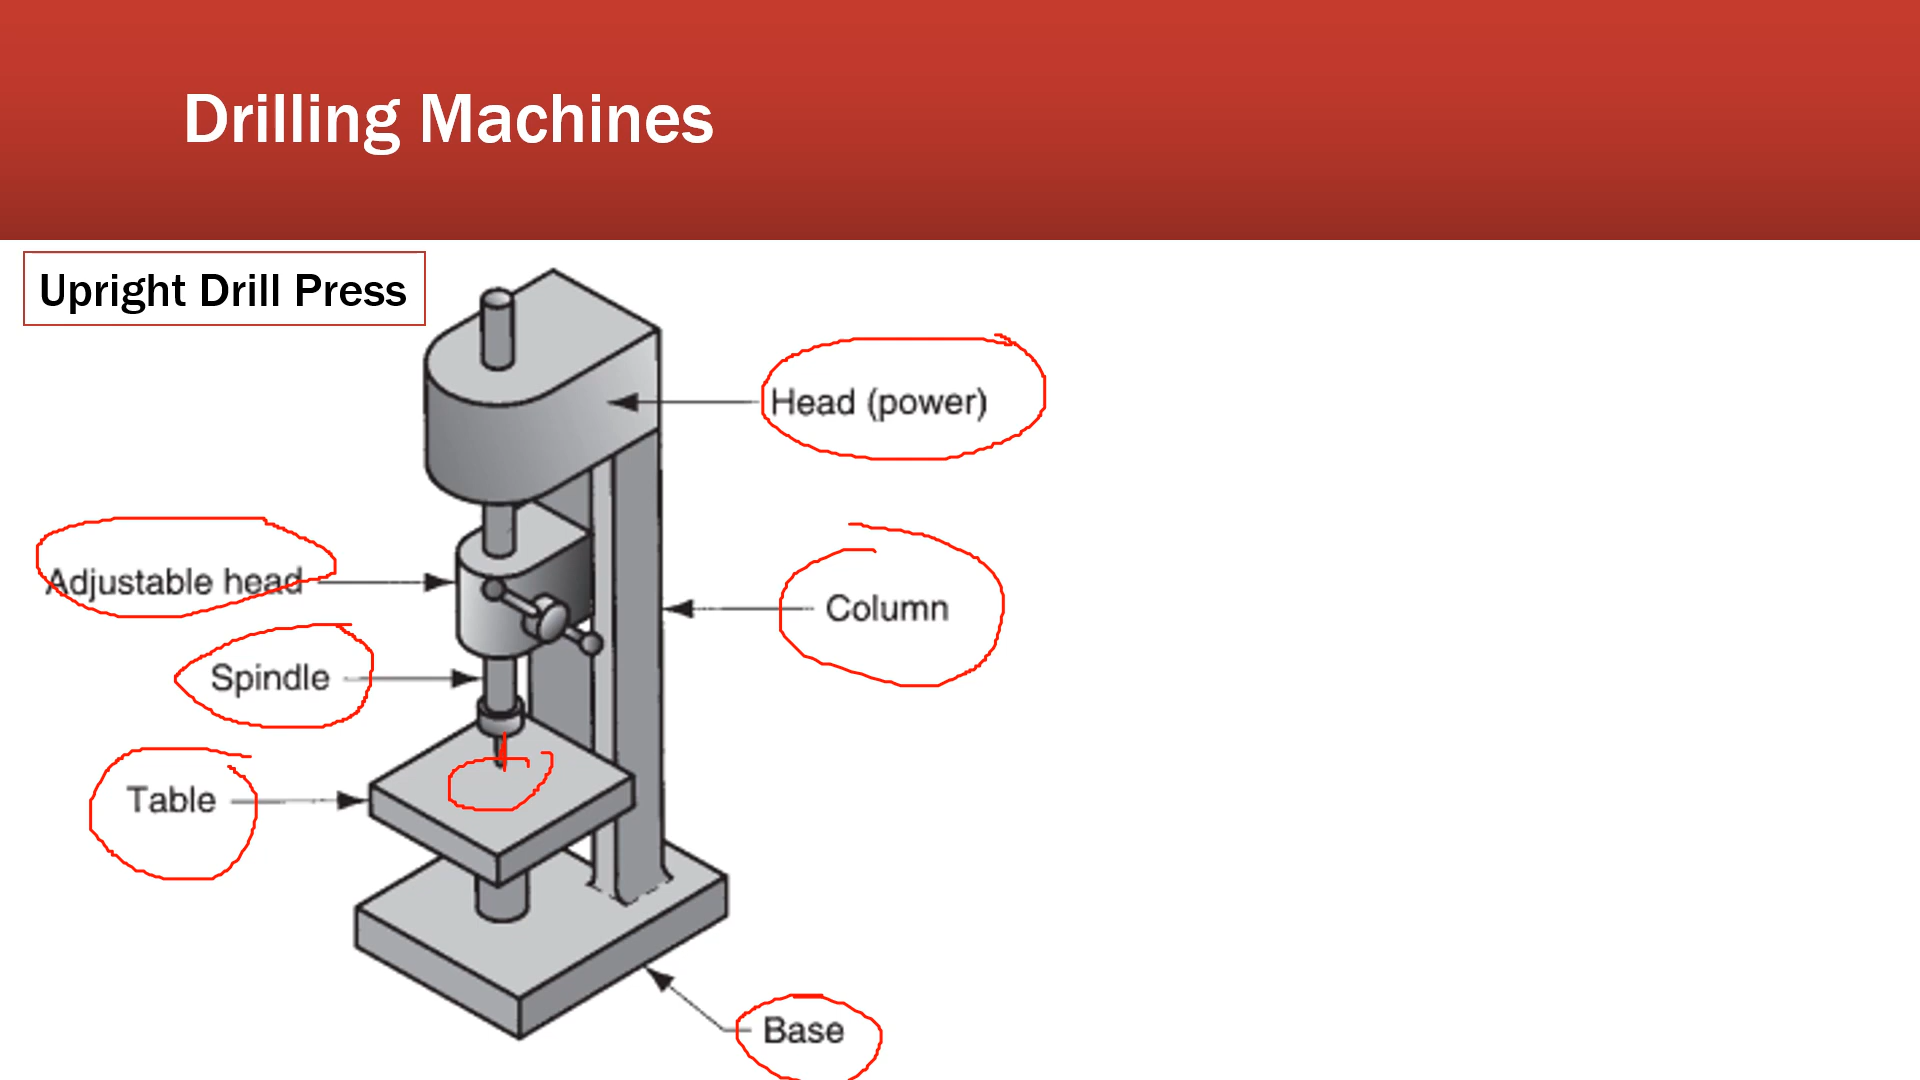 Drilling Machines
Upright Drill Press
Head (power)
Adjustable head
Column
Spindle
Table
Base